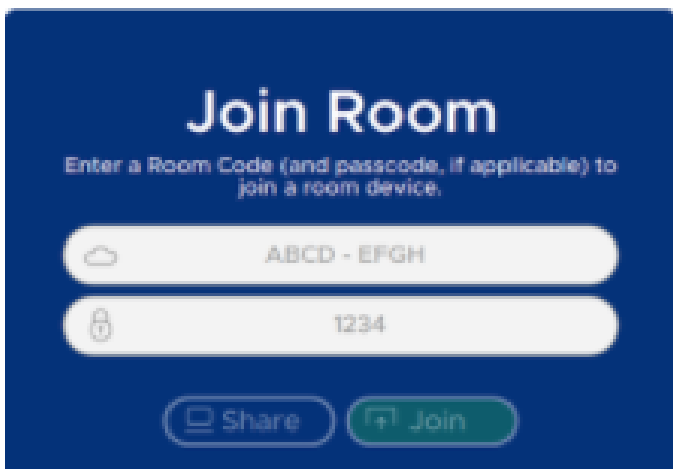 Join Room
Enter a Room Code (and passcode, if applicable) to
join a room device.
ABCD - EFGH
1234
Share
Join